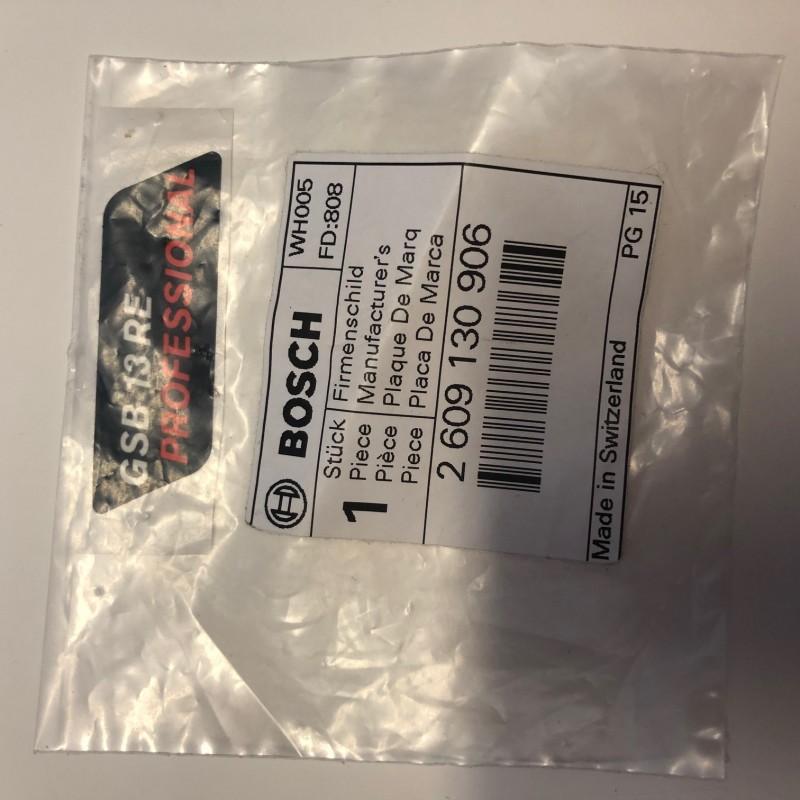 GSB 13 RE
PROFESSIONAL
BOSCH
WH005
FD:808
1
Stück
Piece
Pièce
Piece
Firmenschild
Manufacturer's
Plaque De Marq
Placa De Marca
2 609 130 906
Made in Switzerland
PG 15